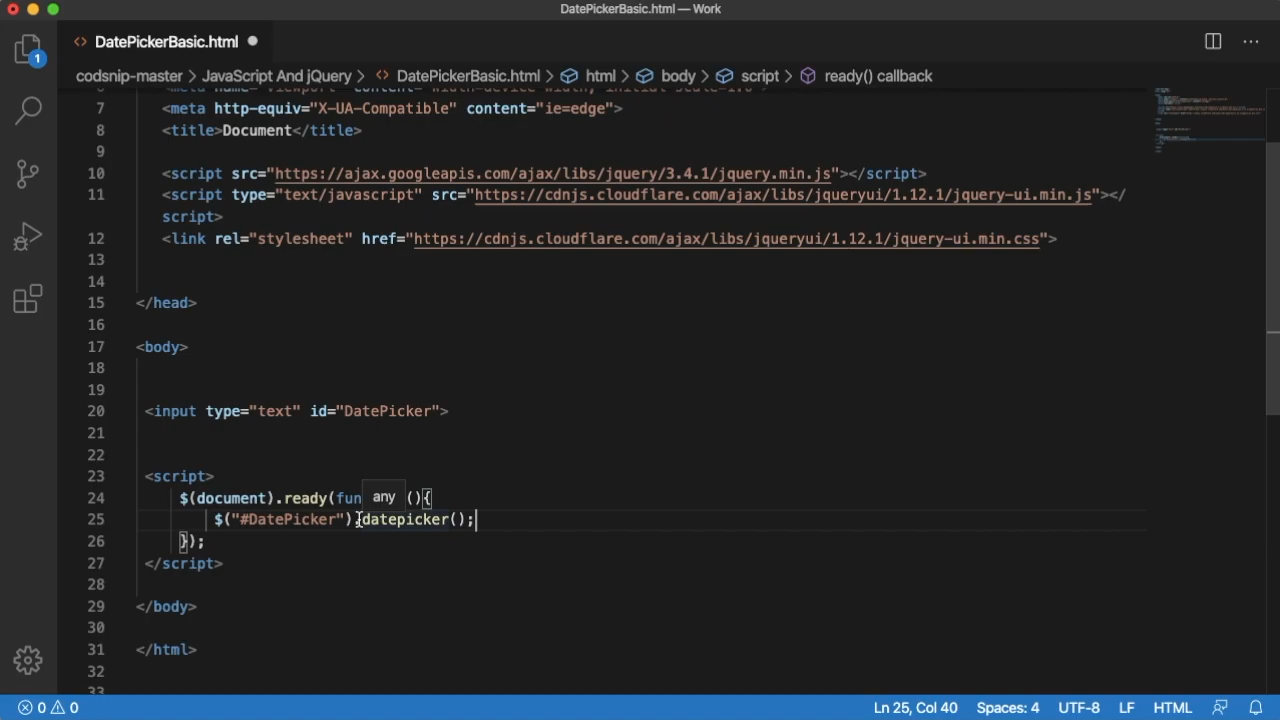 DatePickerBasic.html — Work
DatePickerBasic.html
1
codsnip-master > JavaScript And jQuery > DatePickerBasic.html > html > body > script > ready() callback
7 <meta http-equiv="X-UA-Compatible" content="ie=edge">
8 <title>Document</title>
9
10 <script src="https://ajax.googleapis.com/ajax/libs/jquery/3.4.1/jquery.min.js"></script>
11 <script type="text/javascript" src="https://cdnjs.cloudflare.com/ajax/libs/jqueryui/1.12.1/jquery-ui.min.js"></
script>
12 <link rel="stylesheet" href="https://cdnjs.cloudflare.com/ajax/libs/jqueryui/1.12.1/jquery-ui.min.css">
13
14
15 </head>
16
17 <body>
18
19
20 <input type="text" id="DatePicker">
21
22
23 <script>
any
24 $(document).ready(fun (){
25 $("#DatePicker").datepicker();
26 });
27 </script>
28
29 </body>
30
31 </html>
32
33
0 0 Ln 25, Col 40 Spaces: 4 UTF-8 LF HTML